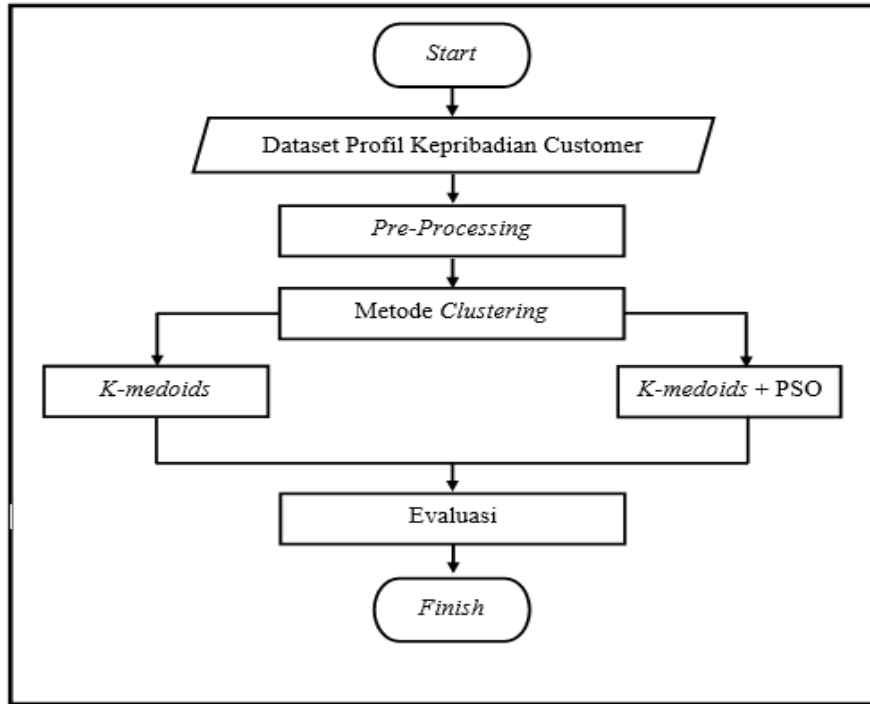 Start
Dataset Profil Kepribadian Customer
Pre-Processing
Metode Clustering
K-medoids
K-medoids + PSO
Evaluasi
Finish